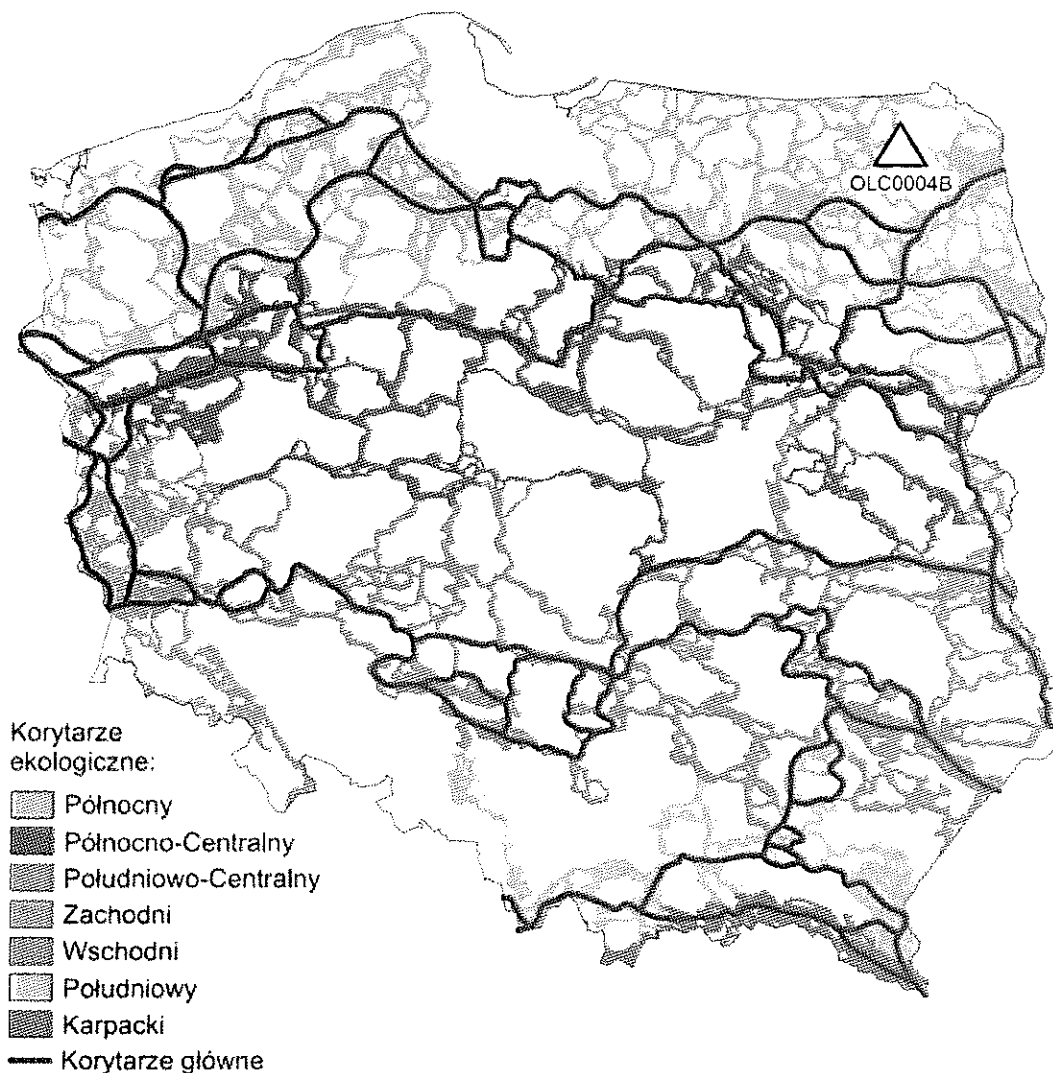 OLC0004B
Korytarze
ekologiczne:
Północny
Północno-Centralny
Południowo-Centralny
Zachodni
Wschodni
Południowy
Karpacki
Korytarze główne